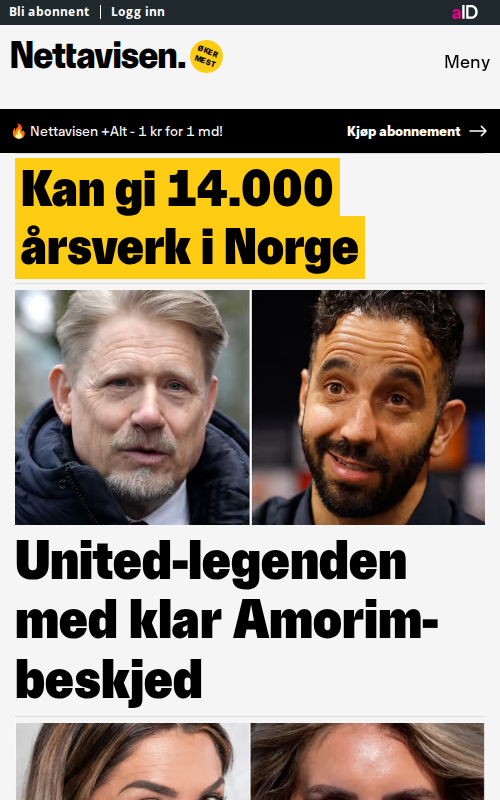 Bli abonnent | Logg inn
aID
Nettavisen.
ØKER
MEST
Meny
🔥 Nettavisen +Alt - 1 kr for 1 md!
Kjøp abonnement →
Kan gi 14.000
årsverk i Norge
United-legenden
med klar Amorim-
beskjed